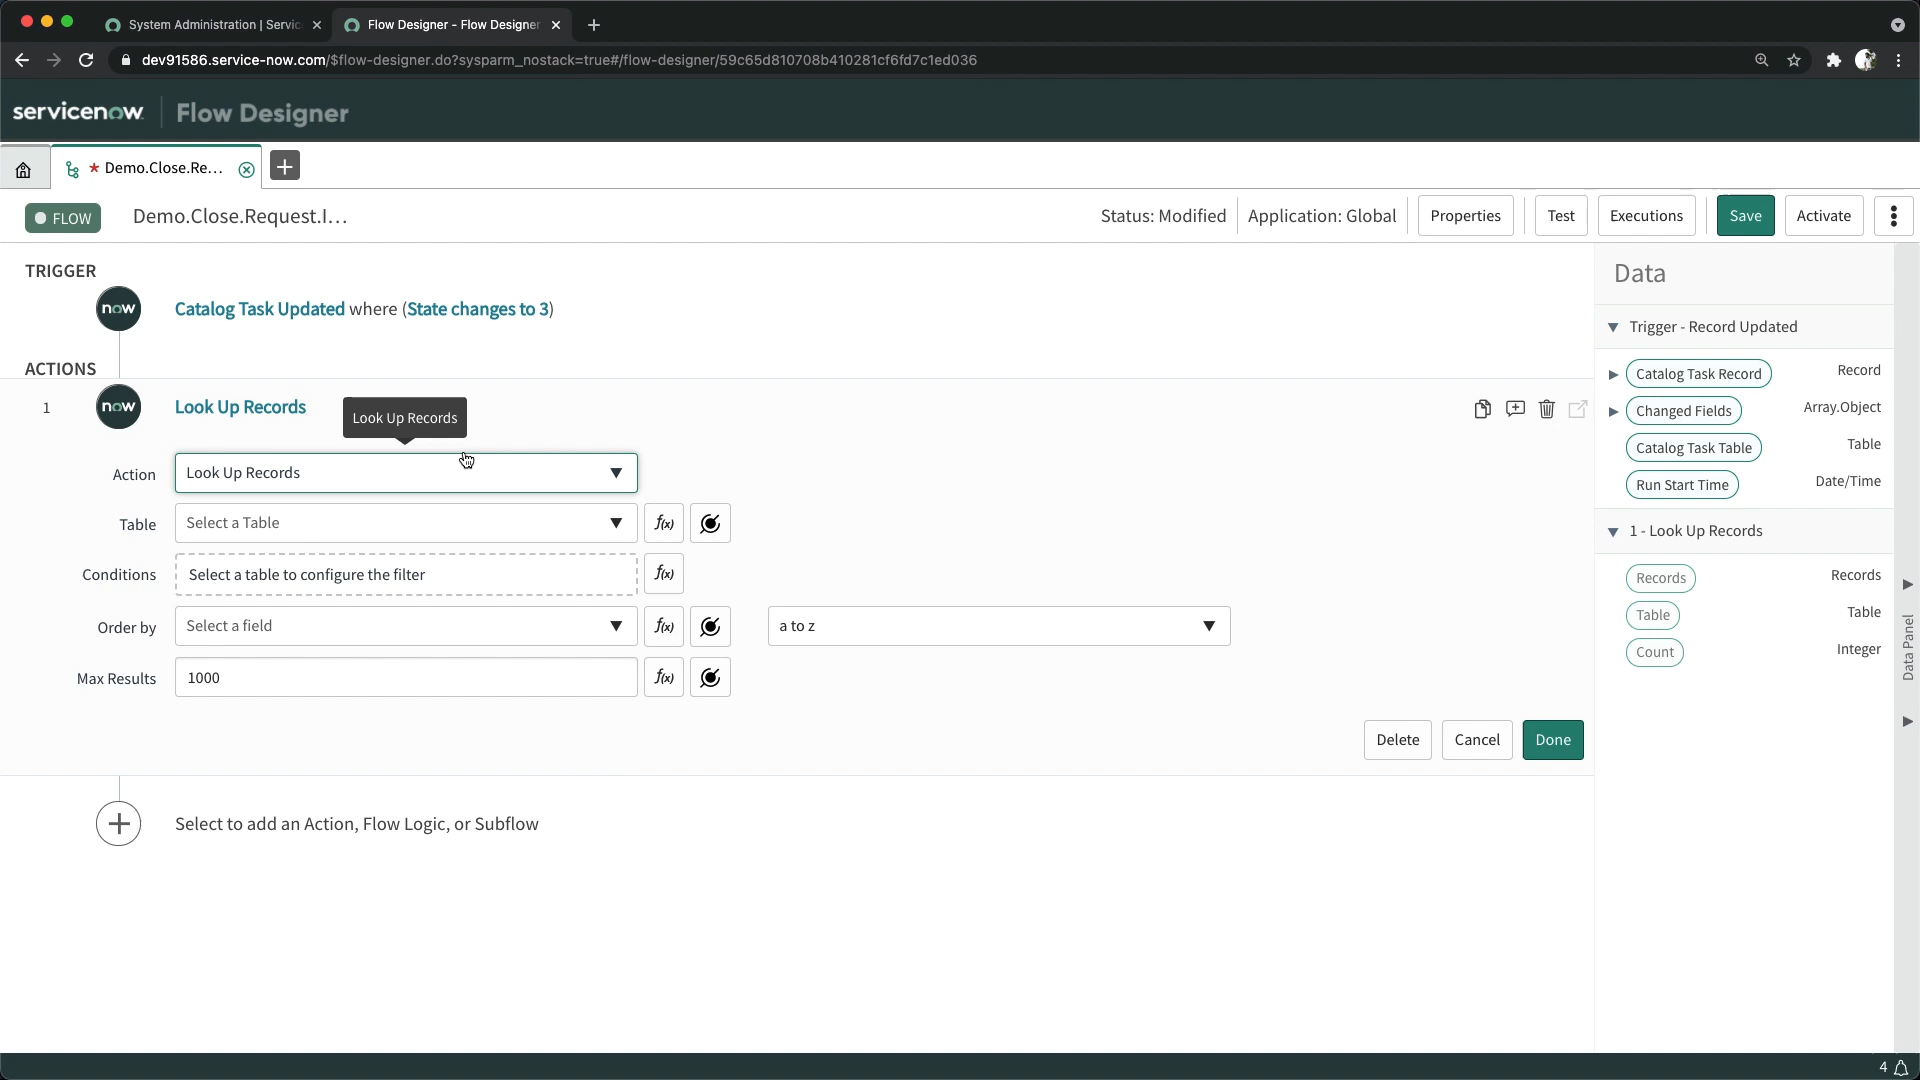 System Administration | Servic
Flow Designer - Flow Designer
dev91586.service-now.com/$flow-designer.do?sysparm_nostack=true#/flow-designer/59c65d810708b410281cf6fd7c1ed036
servicenow Flow Designer
* Demo.Close.Re...
FLOW Demo.Close.Request.I... Status: Modified Application: Global Properties Test Executions Save Activate
TRIGGER
now Catalog Task Updated where (State changes to 3)
ACTIONS
1 now Look Up Records
Look Up Records
Action Look Up Records
Table Select a Table f(x)
Conditions Select a table to configure the filter f(x)
Order by Select a field f(x) a to z
Max Results 1000 f(x)
Delete Cancel Done
Select to add an Action, Flow Logic, or Subflow
Data
Trigger - Record Updated
Catalog Task Record Record
Changed Fields Array.Object
Catalog Task Table Table
Run Start Time Date/Time
1 - Look Up Records
Records Records
Table Table
Count Integer
Data Panel
4